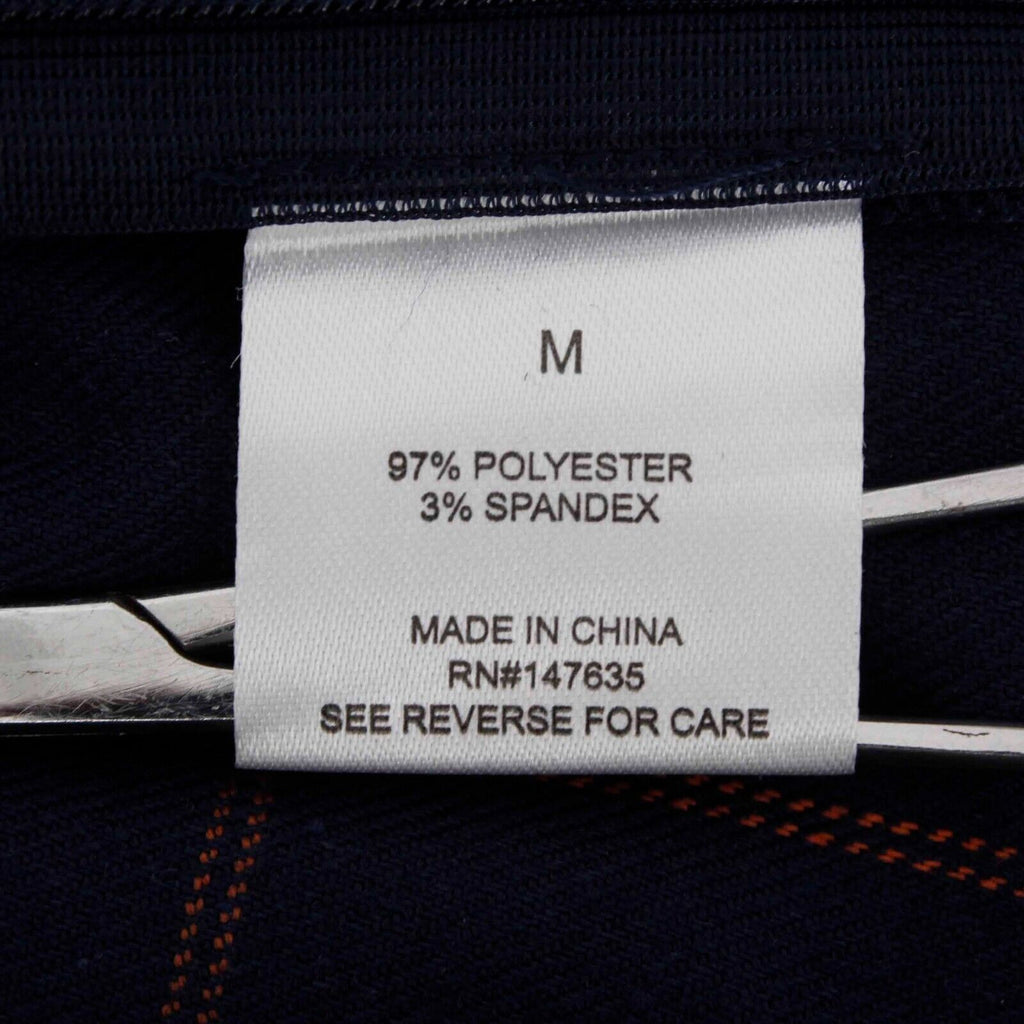 M
97% POLYESTER
3% SPANDEX
MADE IN CHINA
RN#147635
SEE REVERSE FOR CARE